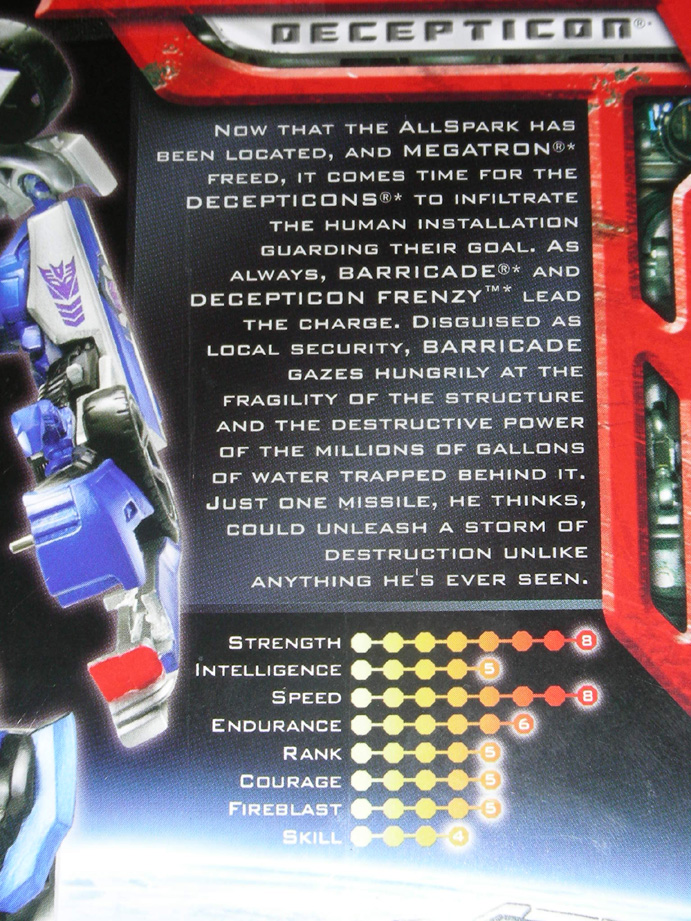 DECEPTICON®*
NOW THAT THE ALLSPARK HAS
BEEN LOCATED, AND MEGATRON®*
FREED, IT COMES TIME FOR THE
DECEPTICONS®* TO INFILTRATE
THE HUMAN INSTALLATION
GUARDING THEIR GOAL. AS
ALWAYS, BARRICADE®* AND
DECEPTICON FRENZY™* LEAD
THE CHARGE. DISGUISED AS
LOCAL SECURITY, BARRICADE
GAZES HUNGRILY AT THE
FRAGILITY OF THE STRUCTURE
AND THE DESTRUCTIVE POWER
OF THE MILLIONS OF GALLONS
OF WATER TRAPPED BEHIND IT.
JUST ONE MISSILE, HE THINKS,
COULD UNLEASH A STORM OF
DESTRUCTION UNLIKE
ANYTHING HE'S EVER SEEN.
STRENGTH 8
INTELLIGENCE 5
SPEED 8
ENDURANCE 6
RANK 5
COURAGE 5
FIREBLAST 5
SKILL 4